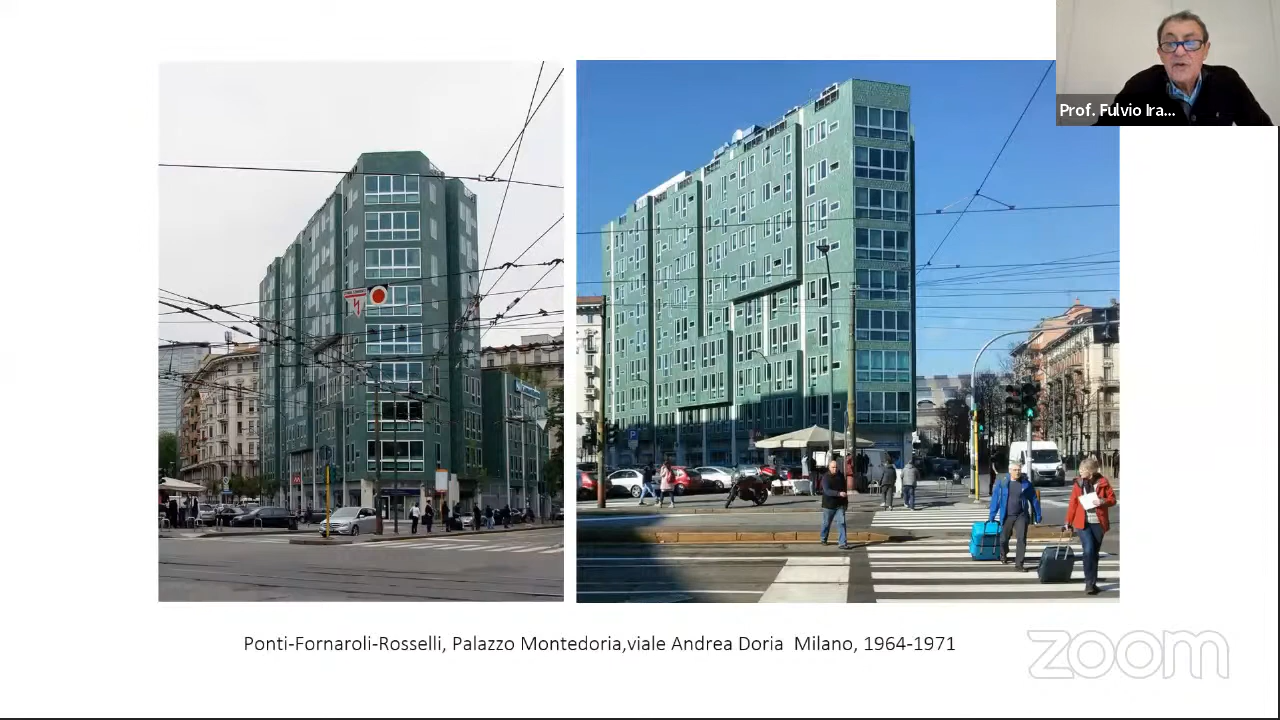 Prof. Fulvio Ira...
Ponti-Fornaroli-Rosselli, Palazzo Montedoria,viale Andrea Doria  Milano, 1964-1971
zoom